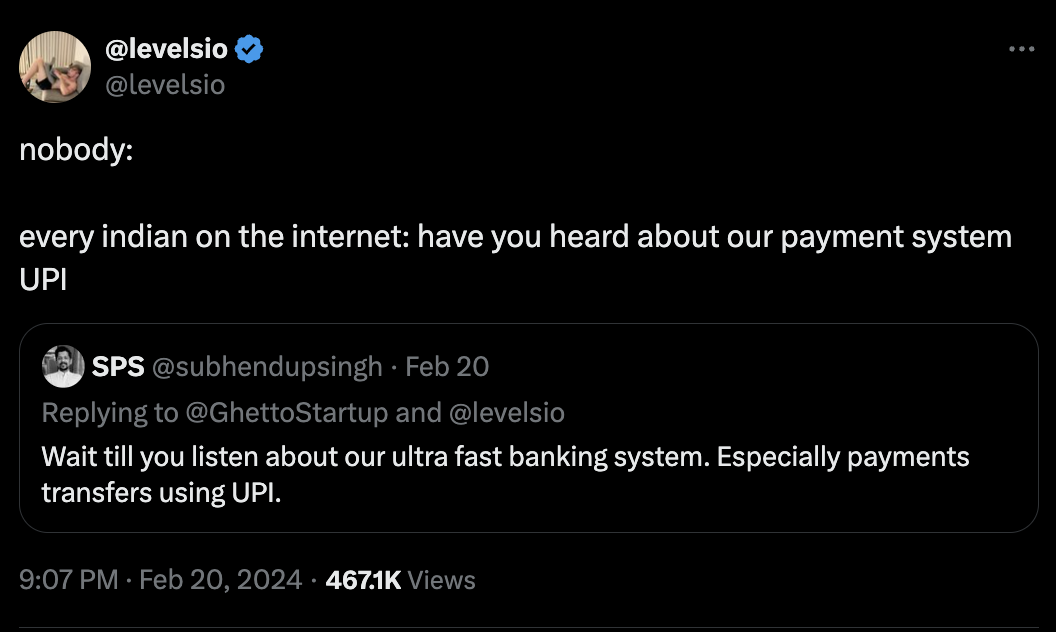 @levelsio
@levelsio
nobody:
every indian on the internet: have you heard about our payment system
UPI
SPS @subhendupsingh · Feb 20
Replying to @GhettoStartup and @levelsio
Wait till you listen about our ultra fast banking system. Especially payments
transfers using UPI.
9:07 PM · Feb 20, 2024 · 467.1K Views